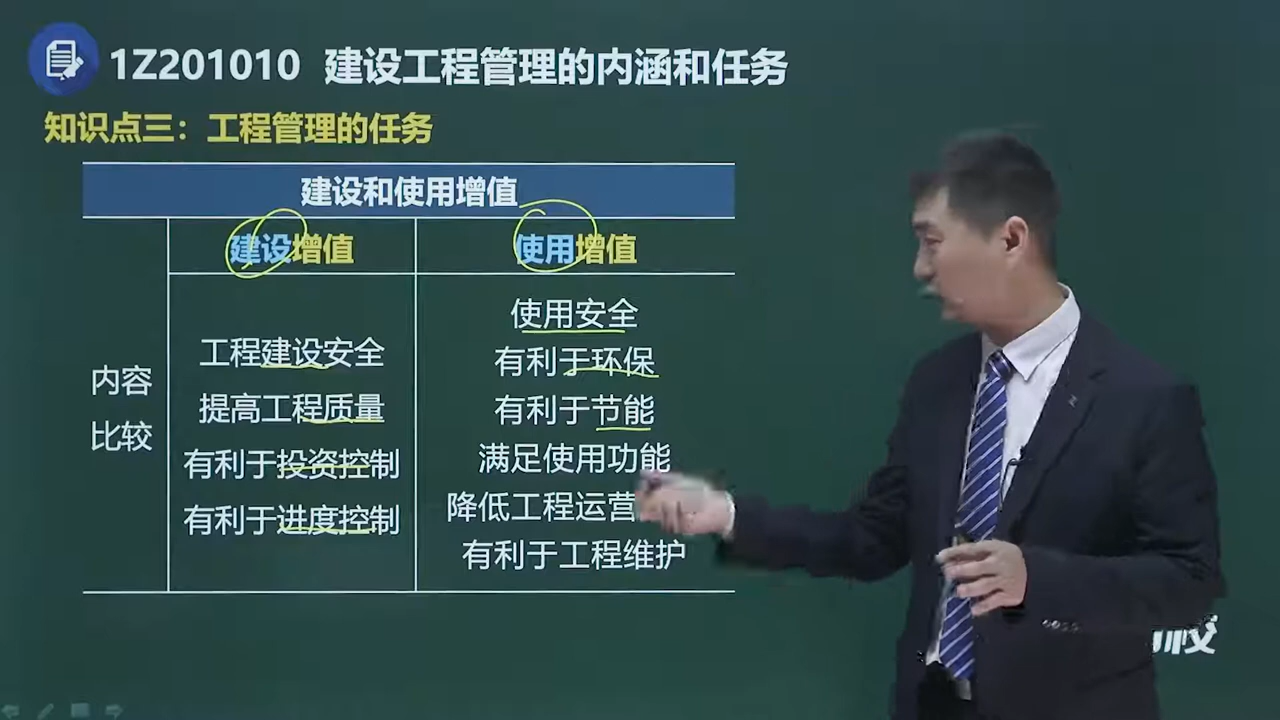 1Z201010 建设工程管理的内涵和任务
知识点三：工程管理的任务
建设和使用增值
建设增值
使用增值
内容
比较
工程建设安全
提高工程质量
有利于投资控制
有利于进度控制
使用安全
有利于环保
有利于节能
满足使用功能
降低工程运营
有利于工程维护
校